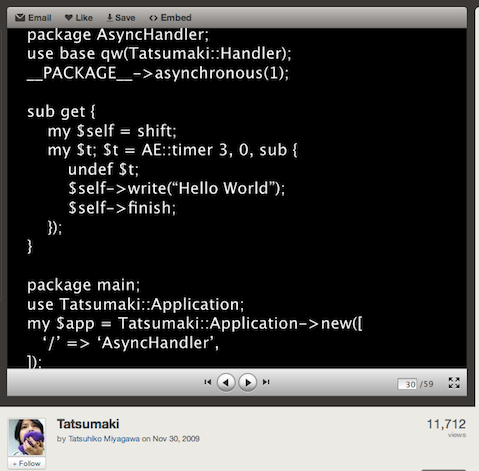 Email Like Save Embed
package AsyncHandler;
use base qw(Tatsumaki::Handler);
__PACKAGE__->asynchronous(1);
sub get {
my $self = shift;
my $t; $t = AE::timer 3, 0, sub {
undef $t;
$self->write(“Hello World”);
$self->finish;
});
}
package main;
use Tatsumaki::Application;
my $app = Tatsumaki::Application->new([
‘/’ => ‘AsyncHandler’,
]);
30 /59
Tatsumaki
11,712
by Tatsuhiko Miyagawa on Nov 30, 2009
views
+ Follow